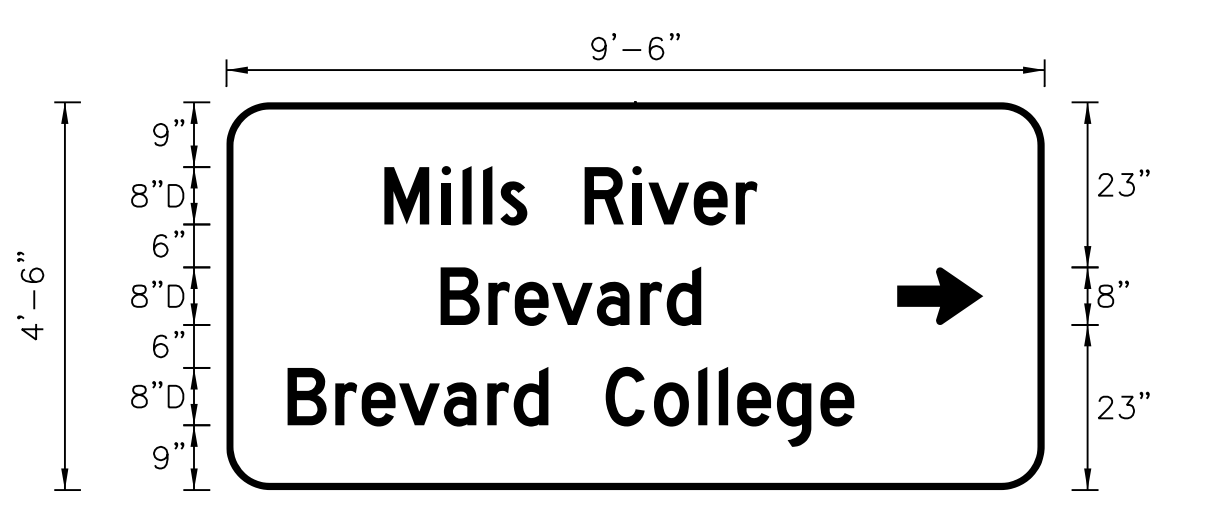 9'-6"
9"
8"D
6"
8"D
6"
8"D
9"
4'-6"
Mills River
Brevard
Brevard College
23"
8"
23"